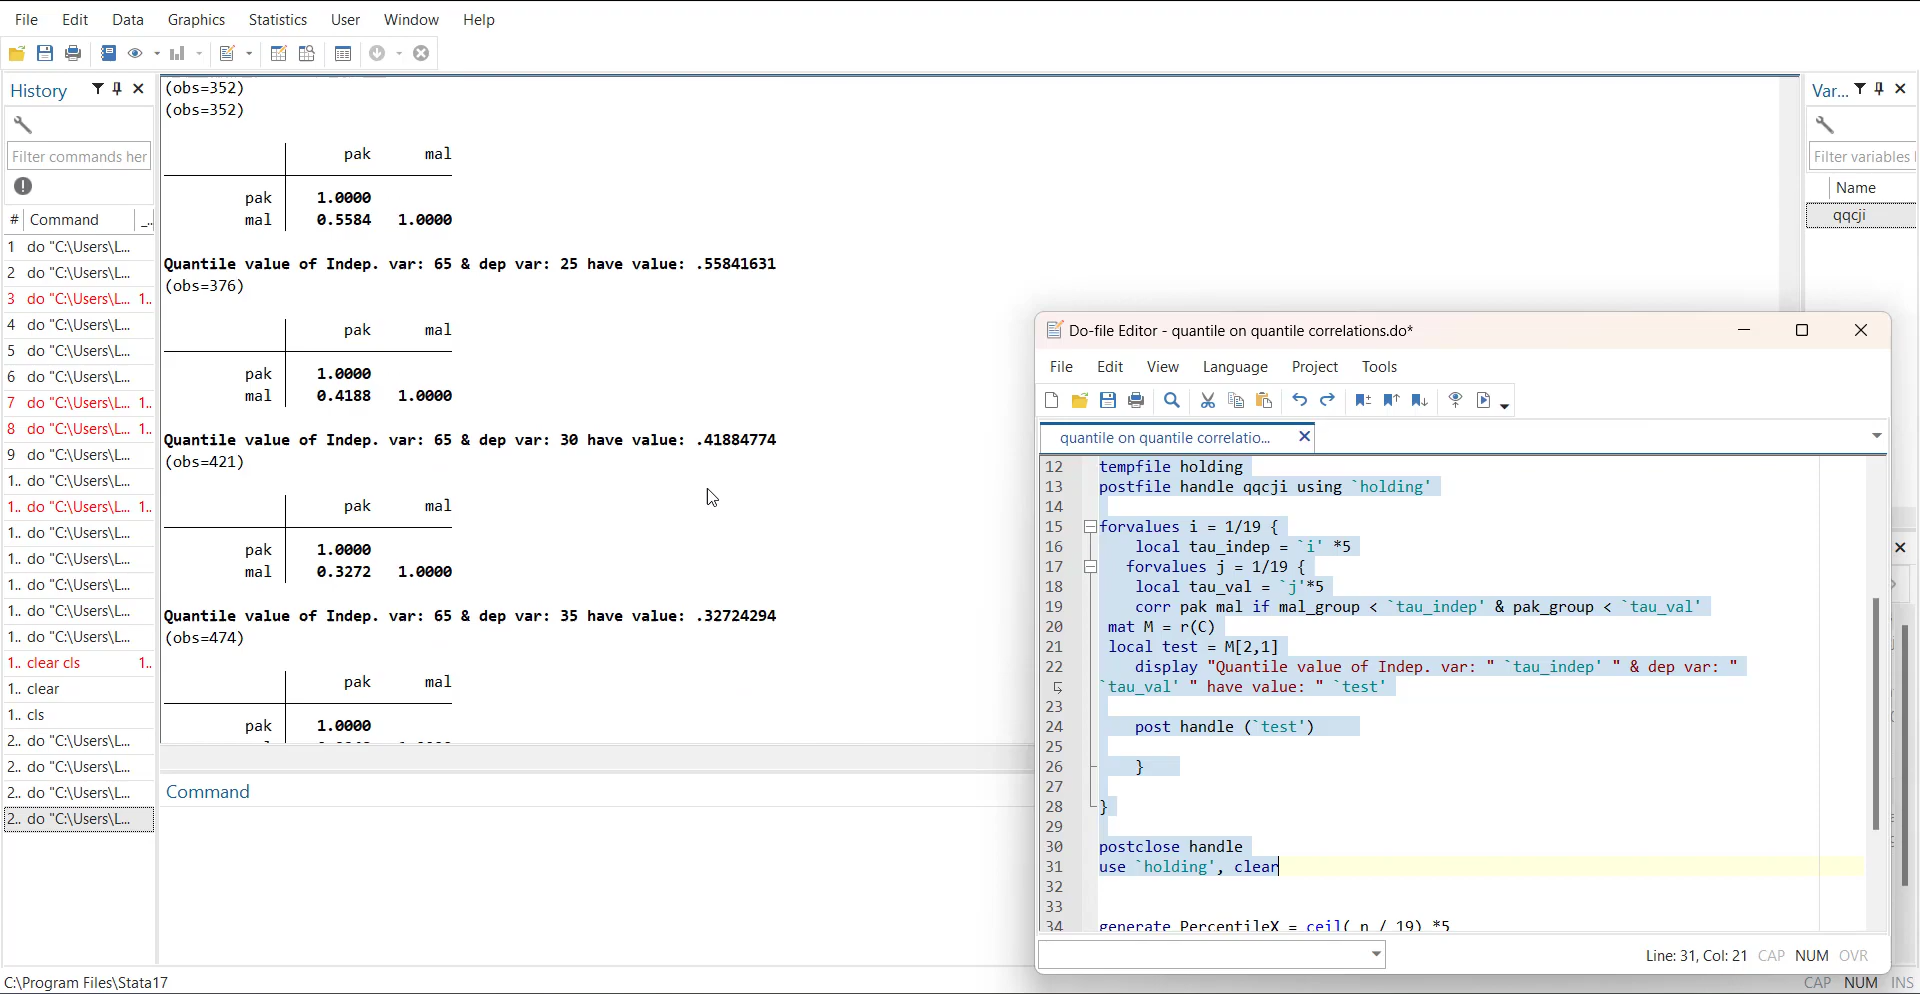 File Edit Data Graphics Statistics User Window Help
History
Filter commands her
# Command
1 do "C:\Users\L...
2 do "C:\Users\L...
3 do "C:\Users\L... 1..
4 do "C:\Users\L...
5 do "C:\Users\L...
6 do "C:\Users\L...
7 do "C:\Users\L... 1..
8 do "C:\Users\L... 1..
9 do "C:\Users\L...
1.. do "C:\Users\L...
1.. do "C:\Users\L... 1..
1.. do "C:\Users\L...
1.. do "C:\Users\L...
1.. do "C:\Users\L...
1.. do "C:\Users\L...
1.. do "C:\Users\L...
1.. clear cls 1..
1.. clear
1.. cls
2.. do "C:\Users\L...
2.. do "C:\Users\L...
2.. do "C:\Users\L...
2.. do "C:\Users\L...
(obs=352)
(obs=352)
pak mal
pak 1.0000
mal 0.5584 1.0000
Quantile value of Indep. var: 65 & dep var: 25 have value: .55841631
(obs=376)
pak mal
pak 1.0000
mal 0.4188 1.0000
Quantile value of Indep. var: 65 & dep var: 30 have value: .41884774
(obs=421)
pak mal
pak 1.0000
mal 0.3272 1.0000
Quantile value of Indep. var: 65 & dep var: 35 have value: .32724294
(obs=474)
pak mal
pak 1.0000
Command
Var...
Filter variables
Name
qqcji
Do-file Editor - quantile on quantile correlations.do*
File Edit View Language Project Tools
quantile on quantile correlatio...
12 tempfile holding
13 postfile handle qqcji using `holding'
14
15 forvalues i = 1/19 {
16 local tau_indep = `i' *5
17 forvalues j = 1/19 {
18 local tau_val = `j'*5
19 corr pak mal if mal_group < `tau_indep' & pak_group < `tau_val'
20 mat M = r(C)
21 local test = M[2,1]
22 display "Quantile value of Indep. var: " `tau_indep' " & dep var: "
`tau_val' " have value: " `test'
23
24 post handle (`test')
25
26 }
27
28 }
29
30 postclose handle
31 use `holding', clear
32
33
34 generate PercentileX = ceil(_n / 19) *5
Line: 31, Col: 21 CAP NUM OVR
C:\Program Files\Stata17
CAP NUM INS